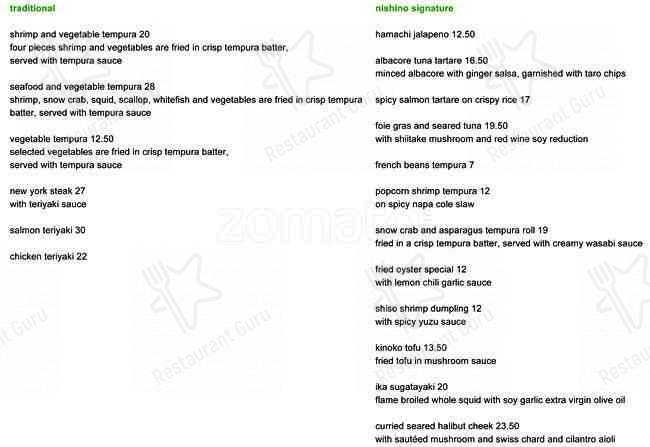 traditional
shrimp and vegetable tempura 20
four pieces shrimp and vegetables are fried in crisp tempura batter,
served with tempura sauce
seafood and vegetable tempura 28
shrimp, snow crab, squid, scallop, whitefish and vegetables are fried in crisp tempura
batter, served with tempura sauce
vegetable tempura 12.50
selected vegetables are fried in crisp tempura batter,
served with tempura sauce
new york steak 27
with teriyaki sauce
salmon teriyaki 30
chicken teriyaki 22
nishino signature
hamachi jalapeno 12.50
albacore tuna tartare 16.50
minced albacore with ginger salsa, garnished with taro chips
spicy salmon tartare on crispy rice 17
foie gras and seared tuna 19.50
with shiitake mushroom and red wine soy reduction
french beans tempura 7
popcorn shrimp tempura 12
on spicy napa cole slaw
snow crab and asparagus tempura roll 19
fried in a crisp tempura batter, served with creamy wasabi sauce
fried oyster special 12
with lemon chili garlic sauce
shiso shrimp dumpling 12
with spicy yuzu sauce
kinoko tofu 13.50
fried tofu in mushroom sauce
ika sugatayaki 20
flame broiled whole squid with soy garlic extra virgin olive oil
curried seared halibut cheek 23.50
with sautéed mushroom and swiss chard and cilantro aioli
zomato
Restaurant Guru
Restaurant Guru
Restaurant Guru
Restaurant Guru